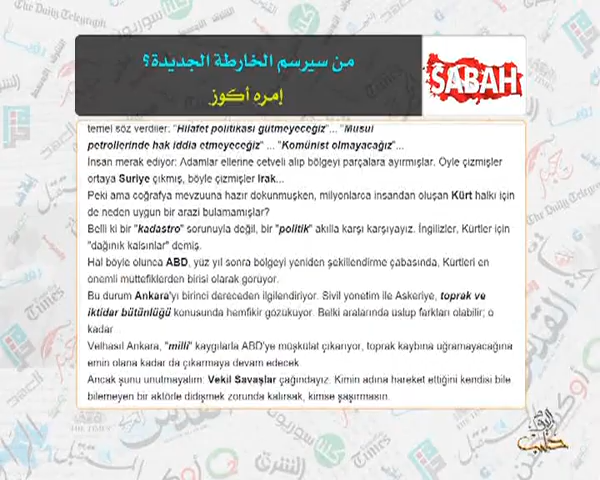 من سيرسم الخارطة الجديدة؟
إمره أكوز
SABAH
temel söz verdiler: "Hilafet politikası gütmeyeceğiz"... "Musul
petrollerinde hak iddia etmeyeceğiz" ... "Komünist olmayacağız"...
İnsan merak ediyor: Adamlar ellerine cetveli alıp bölgeyi parçalara ayırmışlar. Öyle çizmişler
ortaya Suriye çıkmış, böyle çizmişler Irak...
Peki ama coğrafya mevzuuna hazır dokunmuşken, milyonlarca insandan oluşan Kürt halkı için
de neden uygun bir arazi bulamamışlar?
Belli ki bir "kadastro" sorunuyla değil, bir "politik" akılla karşı karşıyayız. İngilizler, Kürtler için
"dağınık kalsınlar" demiş.
Hal böyle olunca ABD, yüz yıl sonra bölgeyi yeniden şekillendirme çabasında, Kürtleri en
önemli müttefiklerden birisi olarak görüyor.
Bu durum Ankara'yı birinci dereceden ilgilendiriyor. Sivil yönetim ile Askeriye, toprak ve
iktidar bütünlüğü konusunda hemfikir gözüküyor. Belki aralarında üslup farkları olabilir; o
kadar.
Velhasıl Ankara, "milli" kaygılarla ABD'ye müşkülat çıkarıyor, toprak kaybına uğramayacağına
emin olana kadar da çıkarmaya devam edecek.
Ancak şunu unutmayalım: Vekil Savaşlar çağındayız. Kimin adına hareket ettiğini kendisi bile
bilemeyen bir aktörle didişmek zorunda kalırsak, kimse şaşırmasın.